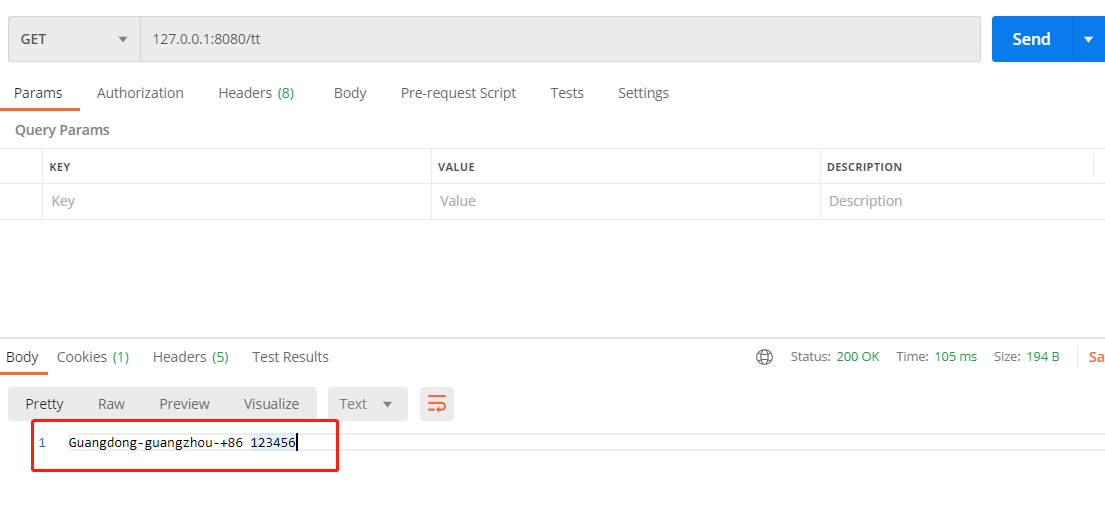 GET 127.0.0.1:8080/tt Send
Params Authorization Headers (8) Body Pre-request Script Tests Settings
Query Params
KEY VALUE DESCRIPTION
Key Value Description
Body Cookies (1) Headers (5) Test Results Status: 200 OK Time: 105 ms Size: 194 B Sa
Pretty Raw Preview Visualize Text
1 Guangdong-guangzhou-+86 123456